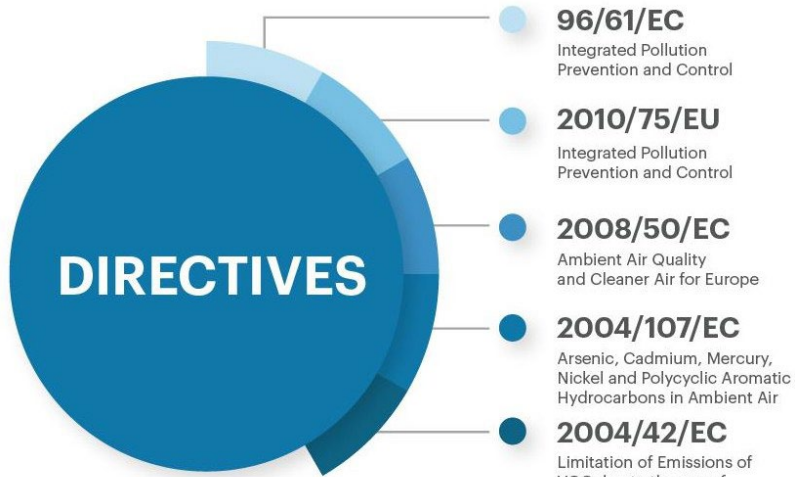 DIRECTIVES
96/61/EC
Integrated Pollution
Prevention and Control
2010/75/EU
Integrated Pollution
Prevention and Control
2008/50/EC
Ambient Air Quality
and Cleaner Air for Europe
2004/107/EC
Arsenic, Cadmium, Mercury,
Nickel and Polycyclic Aromatic
Hydrocarbons in Ambient Air
2004/42/EC
Limitation of Emissions of